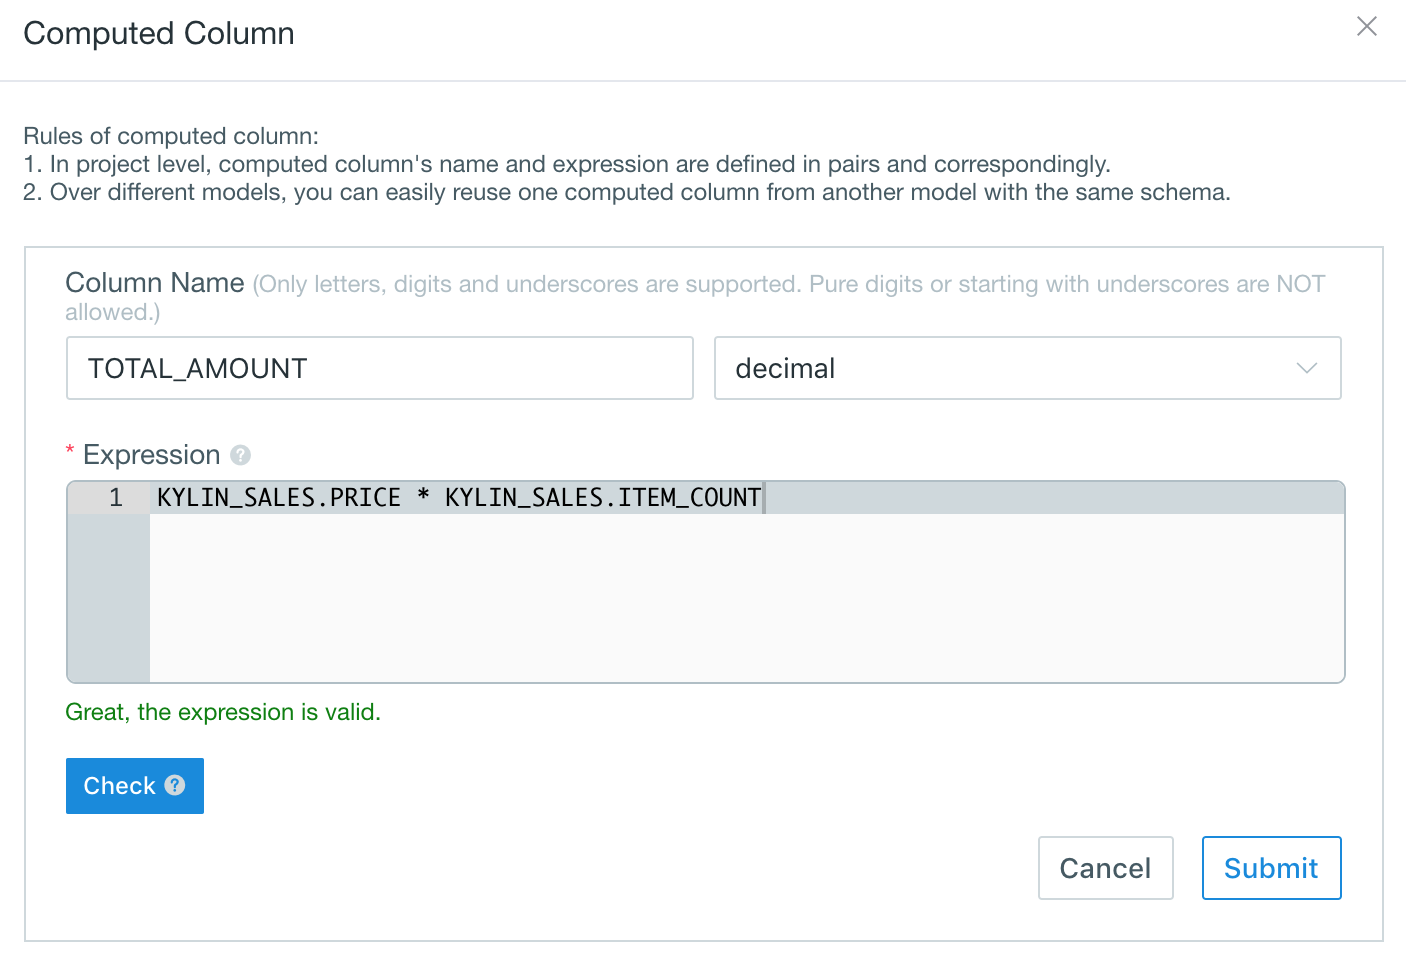 Computed Column
Rules of computed column:
1. In project level, computed column's name and expression are defined in pairs and correspondingly.
2. Over different models, you can easily reuse one computed column from another model with the same schema.
Column Name (Only letters, digits and underscores are supported. Pure digits or starting with underscores are NOT
allowed.)
TOTAL_AMOUNT decimal
* Expression ?
1 KYLIN_SALES.PRICE * KYLIN_SALES.ITEM_COUNT
Great, the expression is valid.
Check ?
Cancel Submit